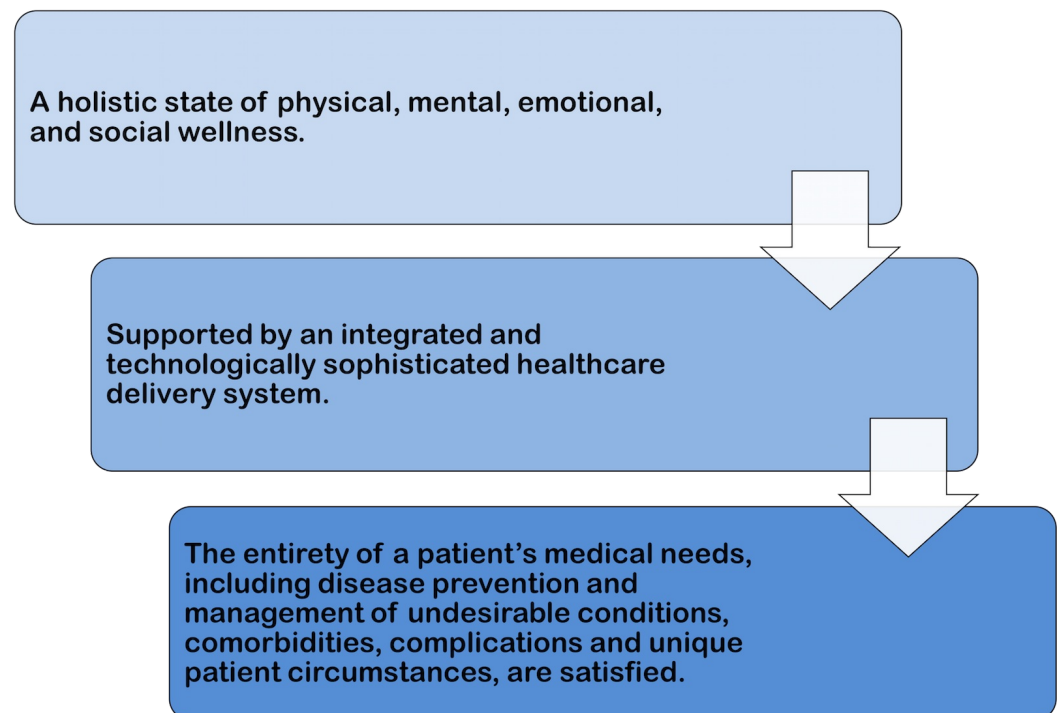 A holistic state of physical, mental, emotional,
and social wellness.
Supported by an integrated and
technologically sophisticated healthcare
delivery system.
The entirety of a patient’s medical needs,
including disease prevention and
management of undesirable conditions,
comorbidities, complications and unique
patient circumstances, are satisfied.